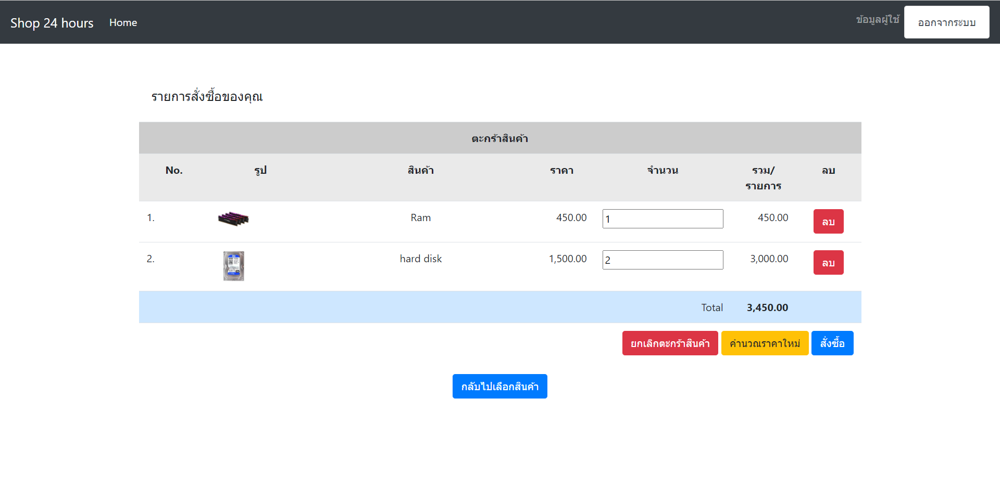 Shop 24 hours Home ข้อมูลผู้ใช้ ออกจากระบบ
รายการสั่งซื้อของคุณ
ตะกร้าสินค้า
No. รูป สินค้า ราคา จำนวน รวม/ ลบ
รายการ
1. Ram 450.00 1 450.00 ลบ
2. hard disk 1,500.00 2 3,000.00 ลบ
Total 3,450.00
ยกเลิกตะกร้าสินค้า คำนวณราคาใหม่ สั่งซื้อ
กลับไปเลือกสินค้า